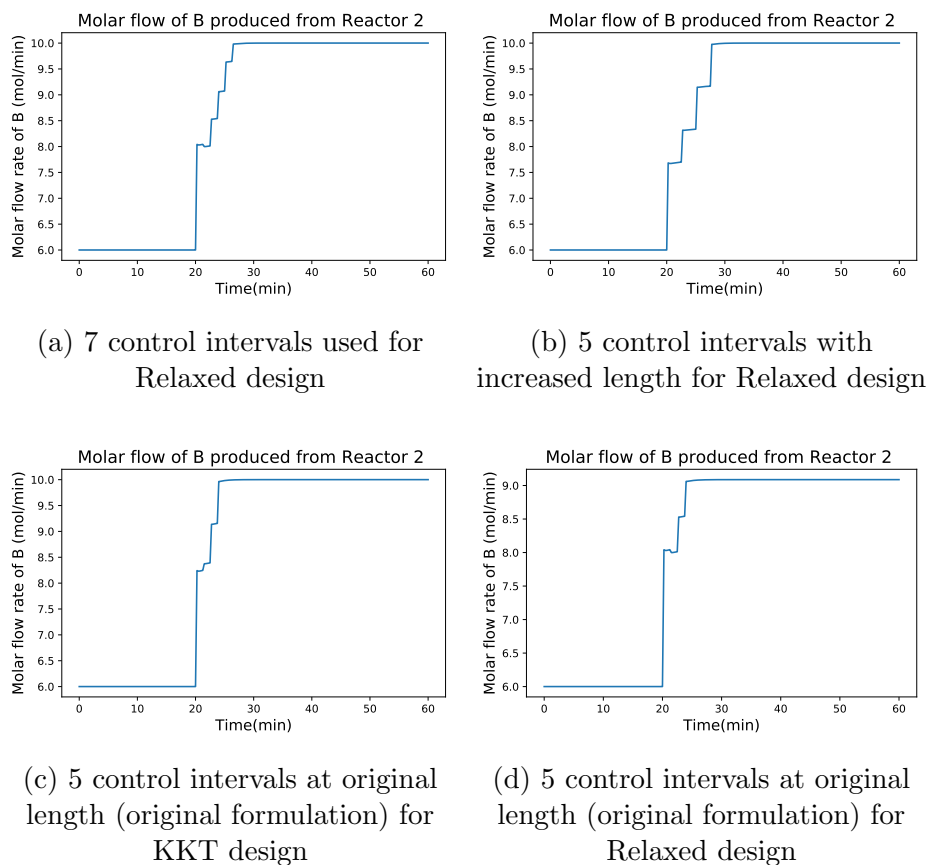 Molar flow of B produced from Reactor 2
Molar flow rate of B (mol/min)
10.0
9.5
9.0
8.5
8.0
7.5
7.0
6.5
6.0
0 10 20 30 40 50 60
Time(min)
(a) 7 control intervals used for
Relaxed design
Molar flow of B produced from Reactor 2
Molar flow rate of B (mol/min)
10.0
9.5
9.0
8.5
8.0
7.5
7.0
6.5
6.0
0 10 20 30 40 50 60
Time(min)
(b) 5 control intervals with
increased length for Relaxed design
Molar flow of B produced from Reactor 2
Molar flow rate of B (mol/min)
10.0
9.5
9.0
8.5
8.0
7.5
7.0
6.5
6.0
0 10 20 30 40 50 60
Time(min)
(c) 5 control intervals at original
length (original formulation) for
KKT design
Molar flow of B produced from Reactor 2
Molar flow rate of B (mol/min)
9.0
8.5
8.0
7.5
7.0
6.5
6.0
0 10 20 30 40 50 60
Time(min)
(d) 5 control intervals at original
length (original formulation) for
Relaxed design